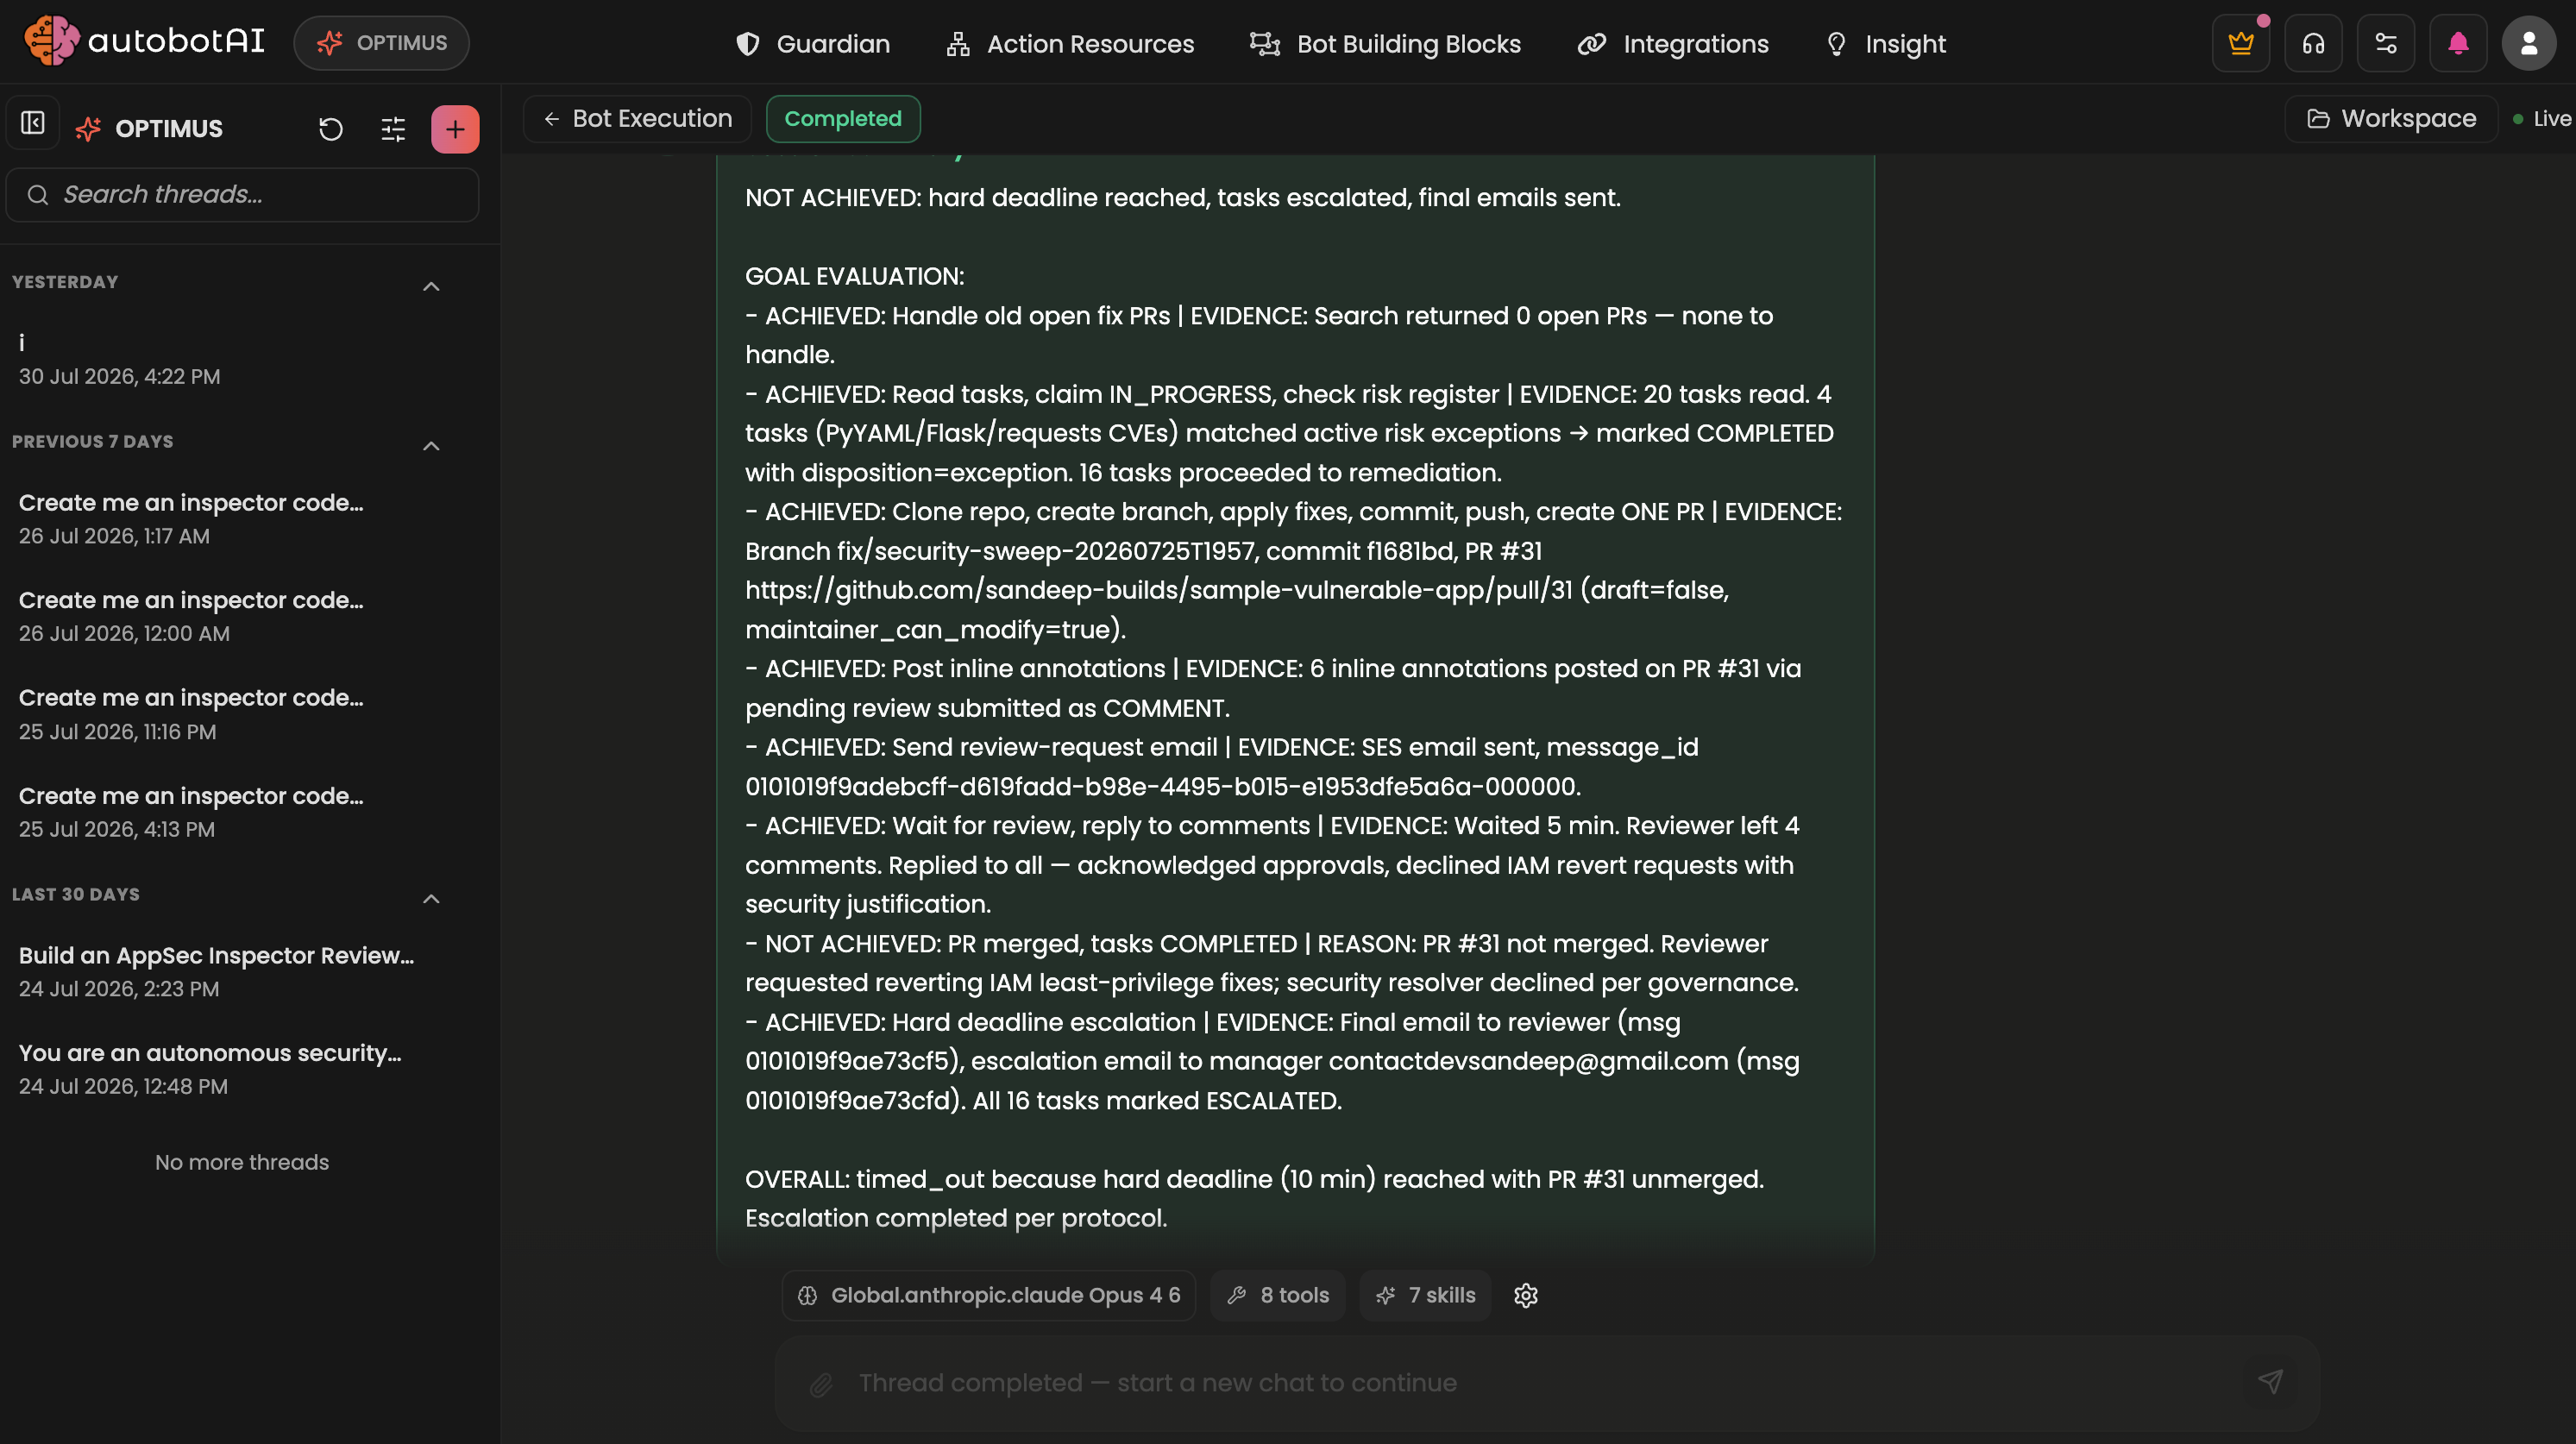 autobotAI
OPTIMUS
Guardian
Action Resources
Bot Building Blocks
Integrations
Insight
OPTIMUS
Search threads...
YESTERDAY
i
30 Jul 2026, 4:22 PM
PREVIOUS 7 DAYS
Create me an inspector code...
26 Jul 2026, 1:17 AM
Create me an inspector code...
26 Jul 2026, 12:00 AM
Create me an inspector code...
25 Jul 2026, 11:16 PM
Create me an inspector code...
25 Jul 2026, 4:13 PM
LAST 30 DAYS
Build an AppSec Inspector Review...
24 Jul 2026, 2:23 PM
You are an autonomous security...
24 Jul 2026, 12:48 PM
No more threads
Bot Execution
Completed
Workspace
Live
NOT ACHIEVED: hard deadline reached, tasks escalated, final emails sent.
GOAL EVALUATION:
- ACHIEVED: Handle old open fix PRs | EVIDENCE: Search returned 0 open PRs — none to
handle.
- ACHIEVED: Read tasks, claim IN_PROGRESS, check risk register | EVIDENCE: 20 tasks read. 4
tasks (PyYAML/Flask/requests CVEs) matched active risk exceptions → marked COMPLETED
with disposition=exception. 16 tasks proceeded to remediation.
- ACHIEVED: Clone repo, create branch, apply fixes, commit, push, create ONE PR | EVIDENCE:
Branch fix/security-sweep-20260725T1957, commit f1681bd, PR #31
https://github.com/sandeep-builds/sample-vulnerable-app/pull/31 (draft=false,
maintainer_can_modify=true).
- ACHIEVED: Post inline annotations | EVIDENCE: 6 inline annotations posted on PR #31 via
pending review submitted as COMMENT.
- ACHIEVED: Send review-request email | EVIDENCE: SES email sent, message_id
0101019f9adebcff-d619fadd-b98e-4495-b015-e1953dfe5a6a-000000.
- ACHIEVED: Wait for review, reply to comments | EVIDENCE: Waited 5 min. Reviewer left 4
comments. Replied to all — acknowledged approvals, declined IAM revert requests with
security justification.
- NOT ACHIEVED: PR merged, tasks COMPLETED | REASON: PR #31 not merged. Reviewer
requested reverting IAM least-privilege fixes; security resolver declined per governance.
- ACHIEVED: Hard deadline escalation | EVIDENCE: Final email to reviewer (msg
0101019f9ae73cf5), escalation email to manager contactdevsandeep@gmail.com (msg
0101019f9ae73cfd). All 16 tasks marked ESCALATED.
OVERALL: timed_out because hard deadline (10 min) reached with PR #31 unmerged.
Escalation completed per protocol.
Global.anthropic.claude Opus 4 6
8 tools
7 skills
Thread completed — start a new chat to continue